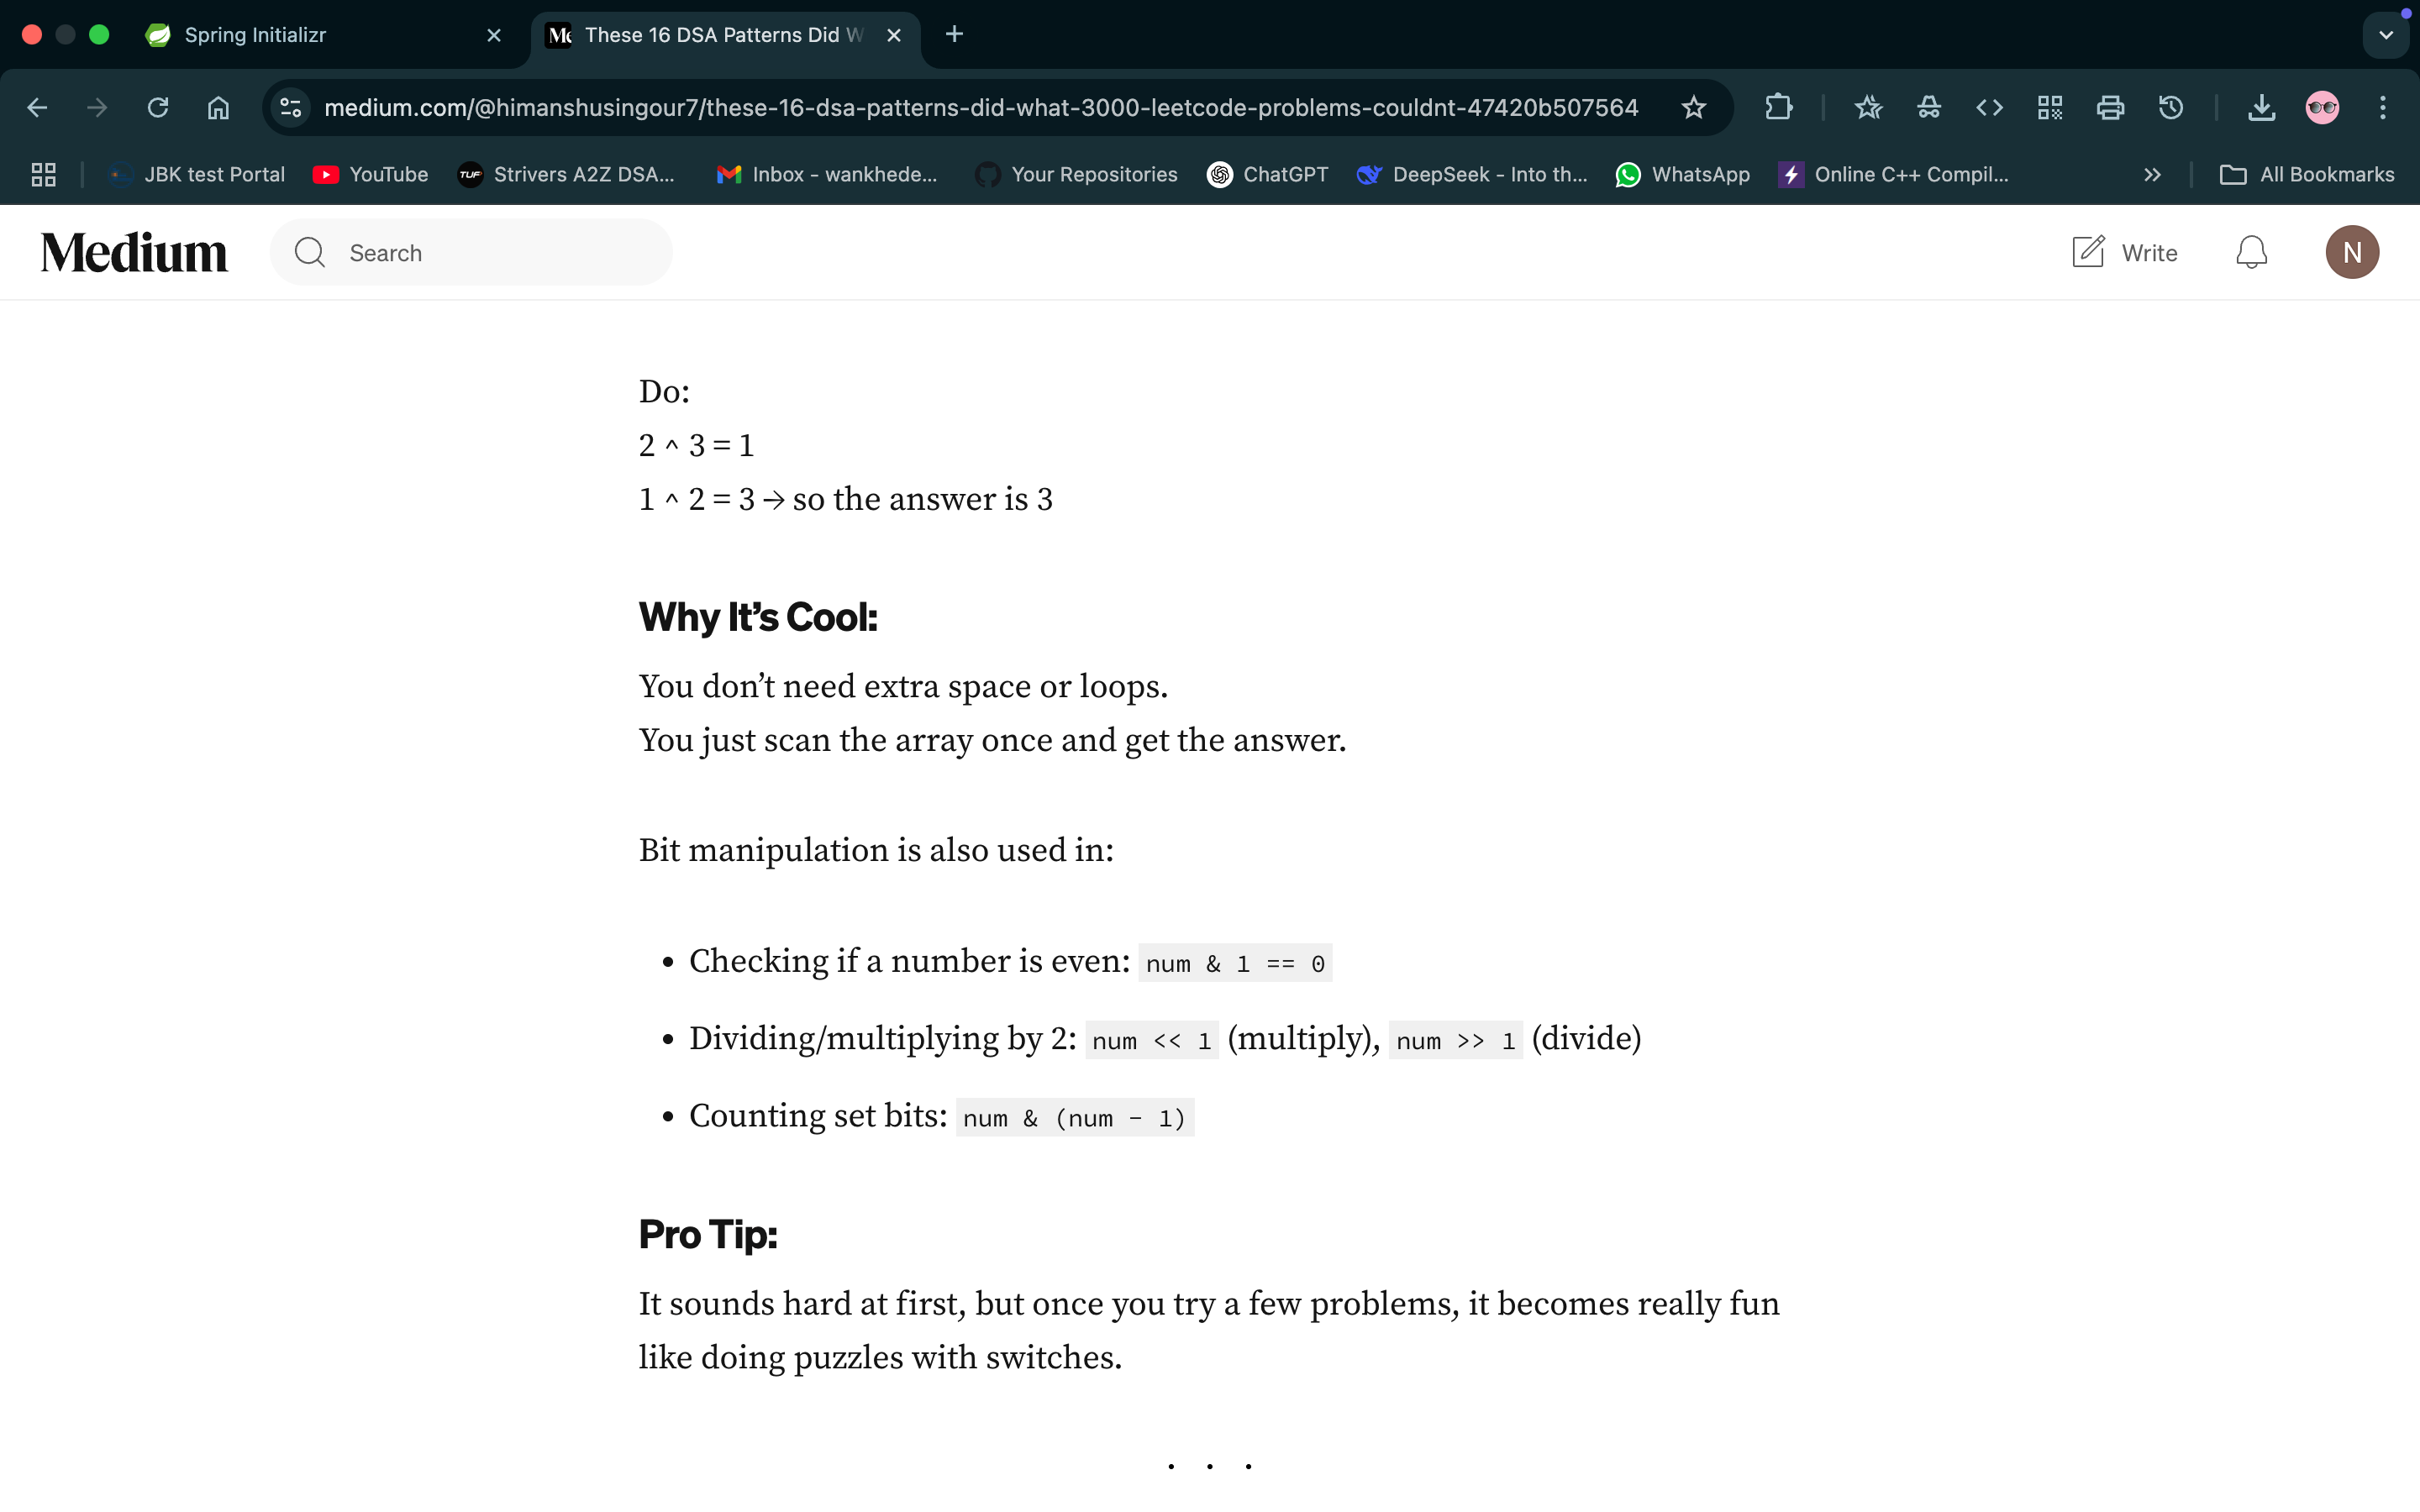 Spring Initializr
These 16 DSA Patterns Did W
medium.com/@himanshusingour7/these-16-dsa-patterns-did-what-3000-leetcode-problems-couldnt-47420b507564
JBK test Portal
YouTube
TUF Strivers A2Z DSA...
Inbox - wankhede...
Your Repositories
ChatGPT
DeepSeek - Into th...
WhatsApp
Online C++ Compil...
All Bookmarks
Medium
Search
Write
N
Do:
2 ^ 3 = 1
1 ^ 2 = 3 → so the answer is 3
Why It’s Cool:
You don’t need extra space or loops.
You just scan the array once and get the answer.
Bit manipulation is also used in:
• Checking if a number is even: num & 1 == 0
• Dividing/multiplying by 2: num << 1 (multiply), num >> 1 (divide)
• Counting set bits: num & (num - 1)
Pro Tip:
It sounds hard at first, but once you try a few problems, it becomes really fun
like doing puzzles with switches.
. . .